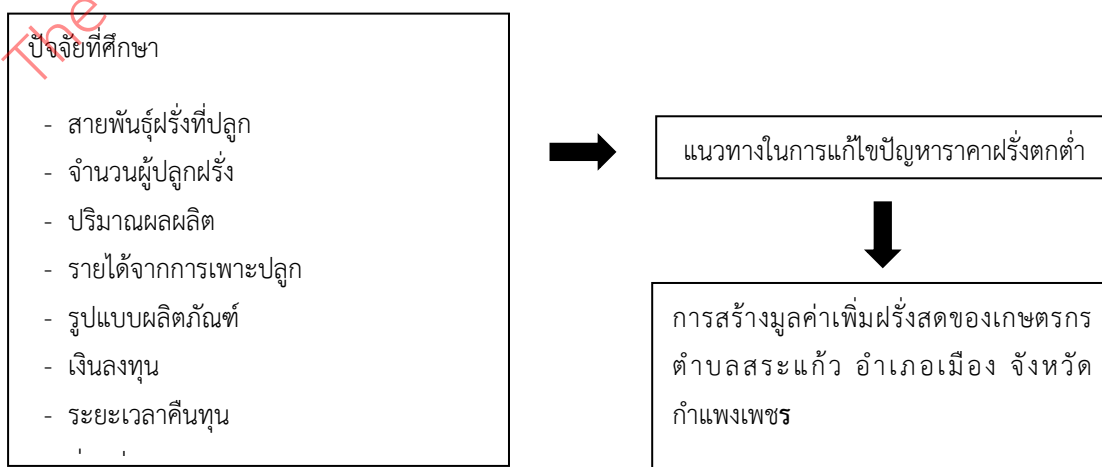 The
ปัจจัยที่ศึกษา
- สายพันธุ์ฝรั่งที่ปลูก
- จำนวนผู้ปลูกฝรั่ง
- ปริมาณผลผลิต
- รายได้จากการเพาะปลูก
- รูปแบบผลิตภัณฑ์
- เงินลงทุน
- ระยะเวลาคืนทุน
แนวทางในการแก้ไขปัญหาราคาฝรั่งตกต่ำ
การสร้างมูลค่าเพิ่มฝรั่งสดของเกษตรกร
ตำบลสระแก้ว อำเภอเมือง จังหวัด
กำแพงเพชร